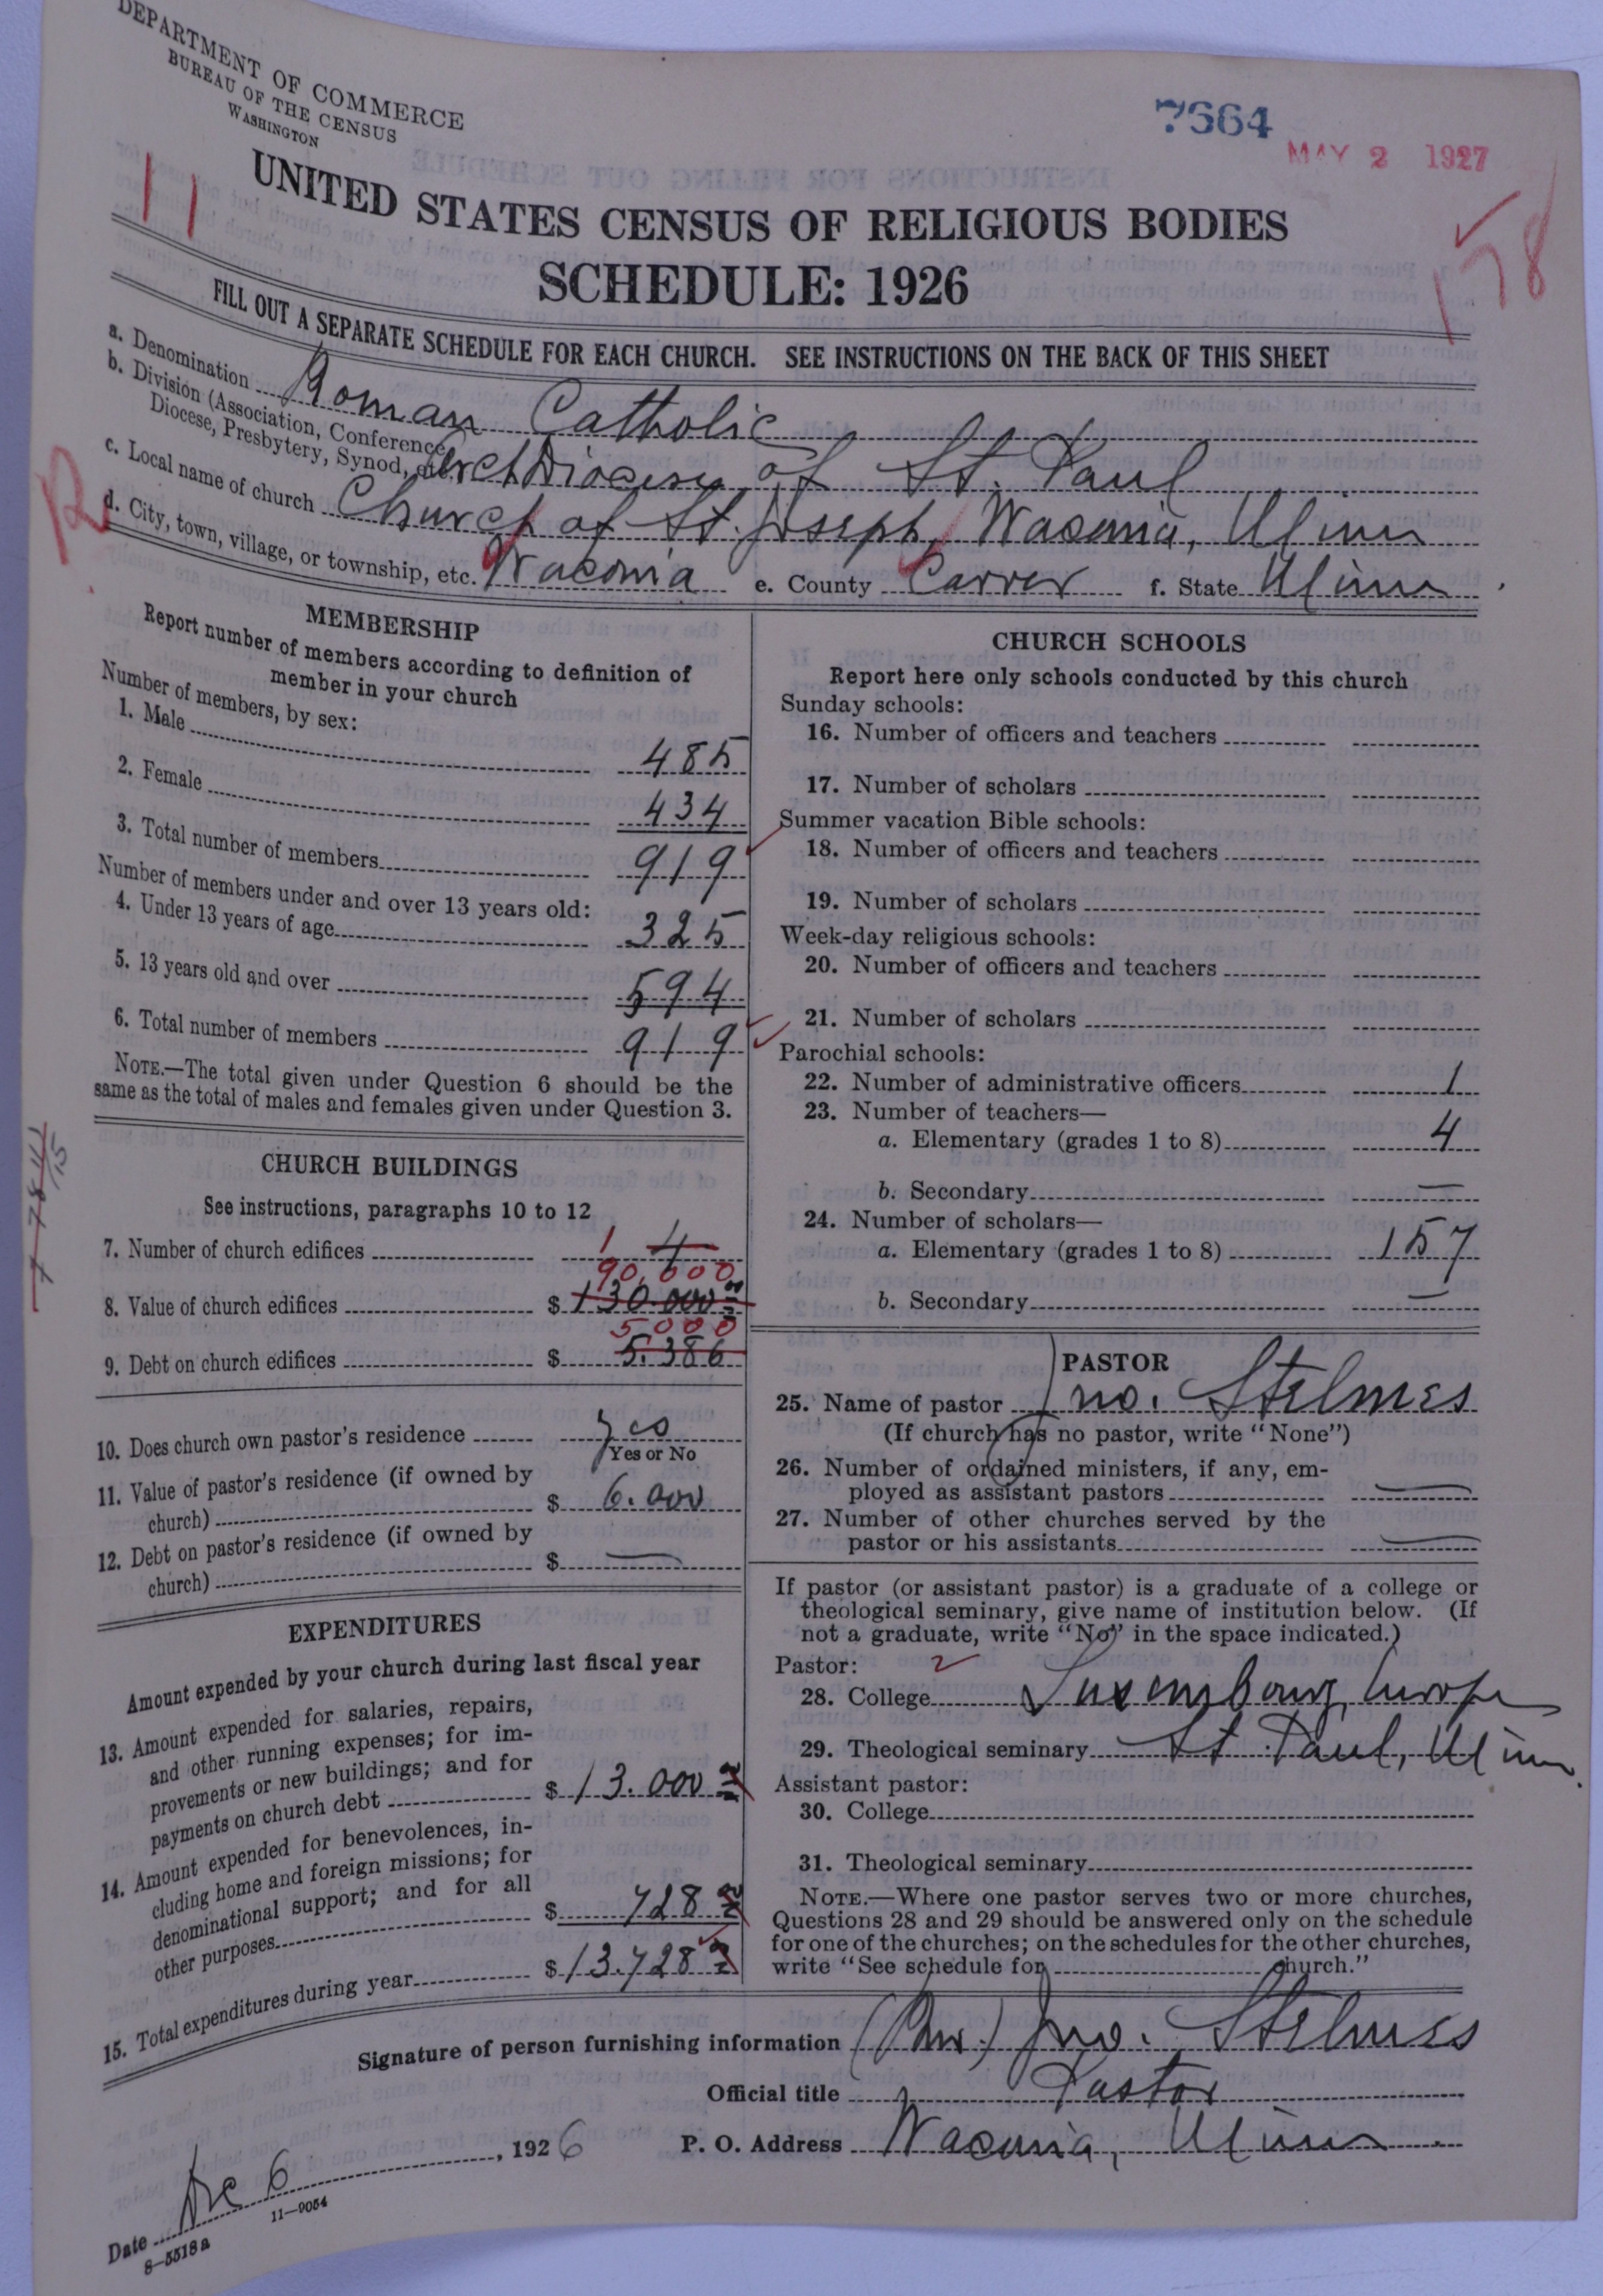 DEPARTMENT OF COMMERCE
BUREAU OF THE CENSUS
WASHINGTON
7664
MAY 2 1927
11
158
UNITED STATES CENSUS OF RELIGIOUS BODIES
SCHEDULE: 1926
FILL OUT A SEPARATE SCHEDULE FOR EACH CHURCH. SEE INSTRUCTIONS ON THE BACK OF THIS SHEET
a. Denomination Roman Catholic
b. Division (Association, Conference,
Diocese, Presbytery, Synod, etc. ArchDiocese of St. Paul
c. Local name of church Church of St. Joseph, Waconia, Minn
d. City, town, village, or township, etc. Waconia e. County Carver f. State Minn
R
MEMBERSHIP
Report number of members according to definition of
member in your church
Number of members, by sex:
1. Male 485
2. Female 434
3. Total number of members 919
Number of members under and over 13 years old:
4. Under 13 years of age 325
5. 13 years old and over 594
6. Total number of members 919
NOTE.—The total given under Question 6 should be the
same as the total of males and females given under Question 3.
CHURCH BUILDINGS
See instructions, paragraphs 10 to 12
7. Number of church edifices 1 4
90,000
8. Value of church edifices $ 130.000
5000
9. Debt on church edifices $ 5.386
10. Does church own pastor's residence yes
Yes or No
11. Value of pastor's residence (if owned by
church) $ 6.000
12. Debt on pastor's residence (if owned by
church) $ —
EXPENDITURES
Amount expended by your church during last fiscal year
13. Amount expended for salaries, repairs,
and other running expenses; for im-
provements or new buildings; and for
payments on church debt $ 13.000
14. Amount expended for benevolences, in-
cluding home and foreign missions; for
denominational support; and for all
other purposes $ 728
15. Total expenditures during year $ 13.728
CHURCH SCHOOLS
Report here only schools conducted by this church
Sunday schools:
16. Number of officers and teachers
17. Number of scholars
Summer vacation Bible schools:
18. Number of officers and teachers
19. Number of scholars
Week-day religious schools:
20. Number of officers and teachers
21. Number of scholars
Parochial schools:
22. Number of administrative officers 1
23. Number of teachers—
a. Elementary (grades 1 to 8) 4
b. Secondary —
24. Number of scholars—
a. Elementary (grades 1 to 8) 157
b. Secondary —
PASTOR
25. Name of pastor Jno. Stelmes
(If church has no pastor, write "None")
26. Number of ordained ministers, if any, em-
ployed as assistant pastors —
27. Number of other churches served by the
pastor or his assistants —
If pastor (or assistant pastor) is a graduate of a college or
theological seminary, give name of institution below. (If
not a graduate, write "No" in the space indicated.)
Pastor: 2
28. College Luxembourg, Europe
29. Theological seminary St. Paul, Minn.
Assistant pastor:
30. College
31. Theological seminary
NOTE.—Where one pastor serves two or more churches,
Questions 28 and 29 should be answered only on the schedule
for one of the churches; on the schedules for the other churches,
write "See schedule for church."
Signature of person furnishing information (Rev.) Jno. Stelmes
Official title Pastor
Date Dec 6, 1926 P. O. Address Waconia, Minn.
8—5518a 11—9054